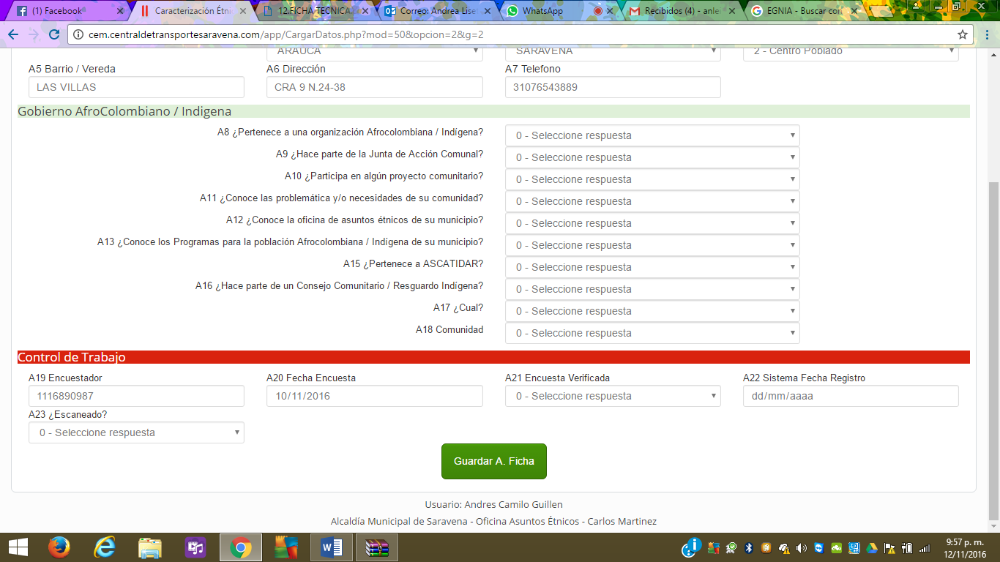 (1) Facebook
Caracterización Étni
12.FICHA TECNICA.
Correo: Andrea Liset
WhatsApp
Recibidos (4) - anle
EGNIA - Buscar con
cem.centraldetransportesaravena.com/app/CargarDatos.php?mod=50&opcion=2&g=2
ARAUCA SARAVENA 2 - Centro Poblado
A5 Barrio / Vereda A6 Dirección A7 Telefono
LAS VILLAS CRA 9 N.24-38 31076543889
Gobierno AfroColombiano / Indigena
A8 ¿Pertenece a una organización Afrocolombiana / Indígena? 0 - Seleccione respuesta
A9 ¿Hace parte de la Junta de Acción Comunal? 0 - Seleccione respuesta
A10 ¿Participa en algún proyecto comunitario? 0 - Seleccione respuesta
A11 ¿Conoce las problemática y/o necesidades de su comunidad? 0 - Seleccione respuesta
A12 ¿Conoce la oficina de asuntos étnicos de su municipio? 0 - Seleccione respuesta
A13 ¿Conoce los Programas para la población Afrocolombiana / Indígena de su municipio? 0 - Seleccione respuesta
A15 ¿Pertenece a ASCATIDAR? 0 - Seleccione respuesta
A16 ¿Hace parte de un Consejo Comunitario / Resguardo Indígena? 0 - Seleccione respuesta
A17 ¿Cual? 0 - Seleccione respuesta
A18 Comunidad 0 - Seleccione respuesta
Control de Trabajo
A19 Encuestador A20 Fecha Encuesta A21 Encuesta Verificada A22 Sistema Fecha Registro
1116890987 10/11/2016 0 - Seleccione respuesta dd/mm/aaaa
A23 ¿Escaneado?
0 - Seleccione respuesta
Guardar A. Ficha
Usuario: Andres Camilo Guillen
Alcaldía Municipal de Saravena - Oficina Asuntos Étnicos - Carlos Martinez
9:57 p. m.
12/11/2016